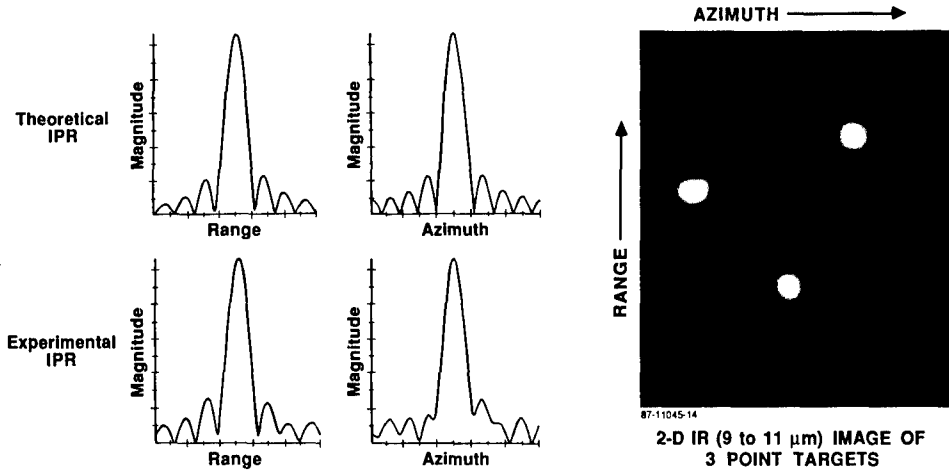 Theoretical
IPR
Magnitude
Range
Magnitude
Azimuth
Experimental
IPR
Magnitude
Range
Magnitude
Azimuth
AZIMUTH
RANGE
87-11045-14
2-D IR (9 to 11 μm) IMAGE OF
3 POINT TARGETS